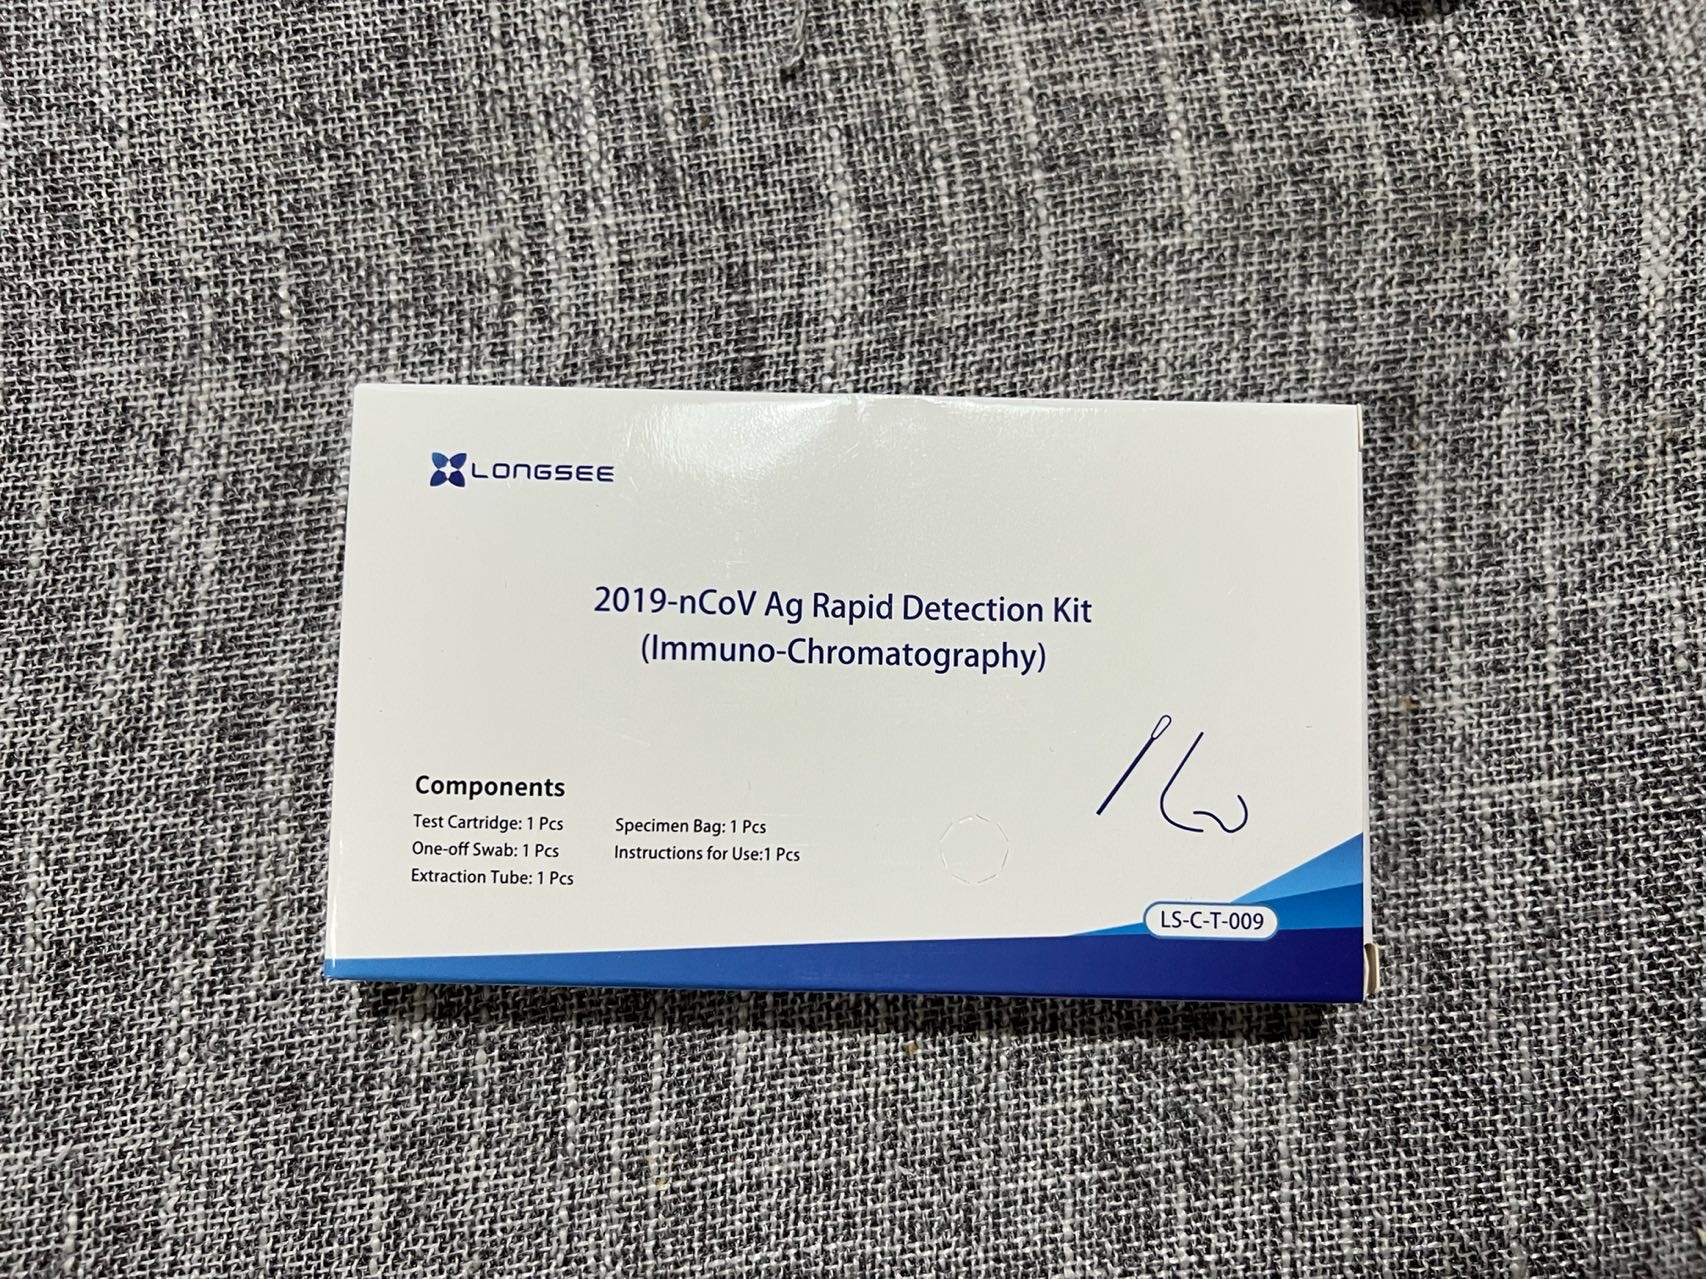 LONGSEE
2019-nCoV Ag Rapid Detection Kit
(Immuno-Chromatography)
Components
Test Cartridge: 1 Pcs
One-off Swab: 1 Pcs
Extraction Tube: 1 Pcs
Specimen Bag: 1 Pcs
Instructions for Use:1 Pcs
LS-C-T-009